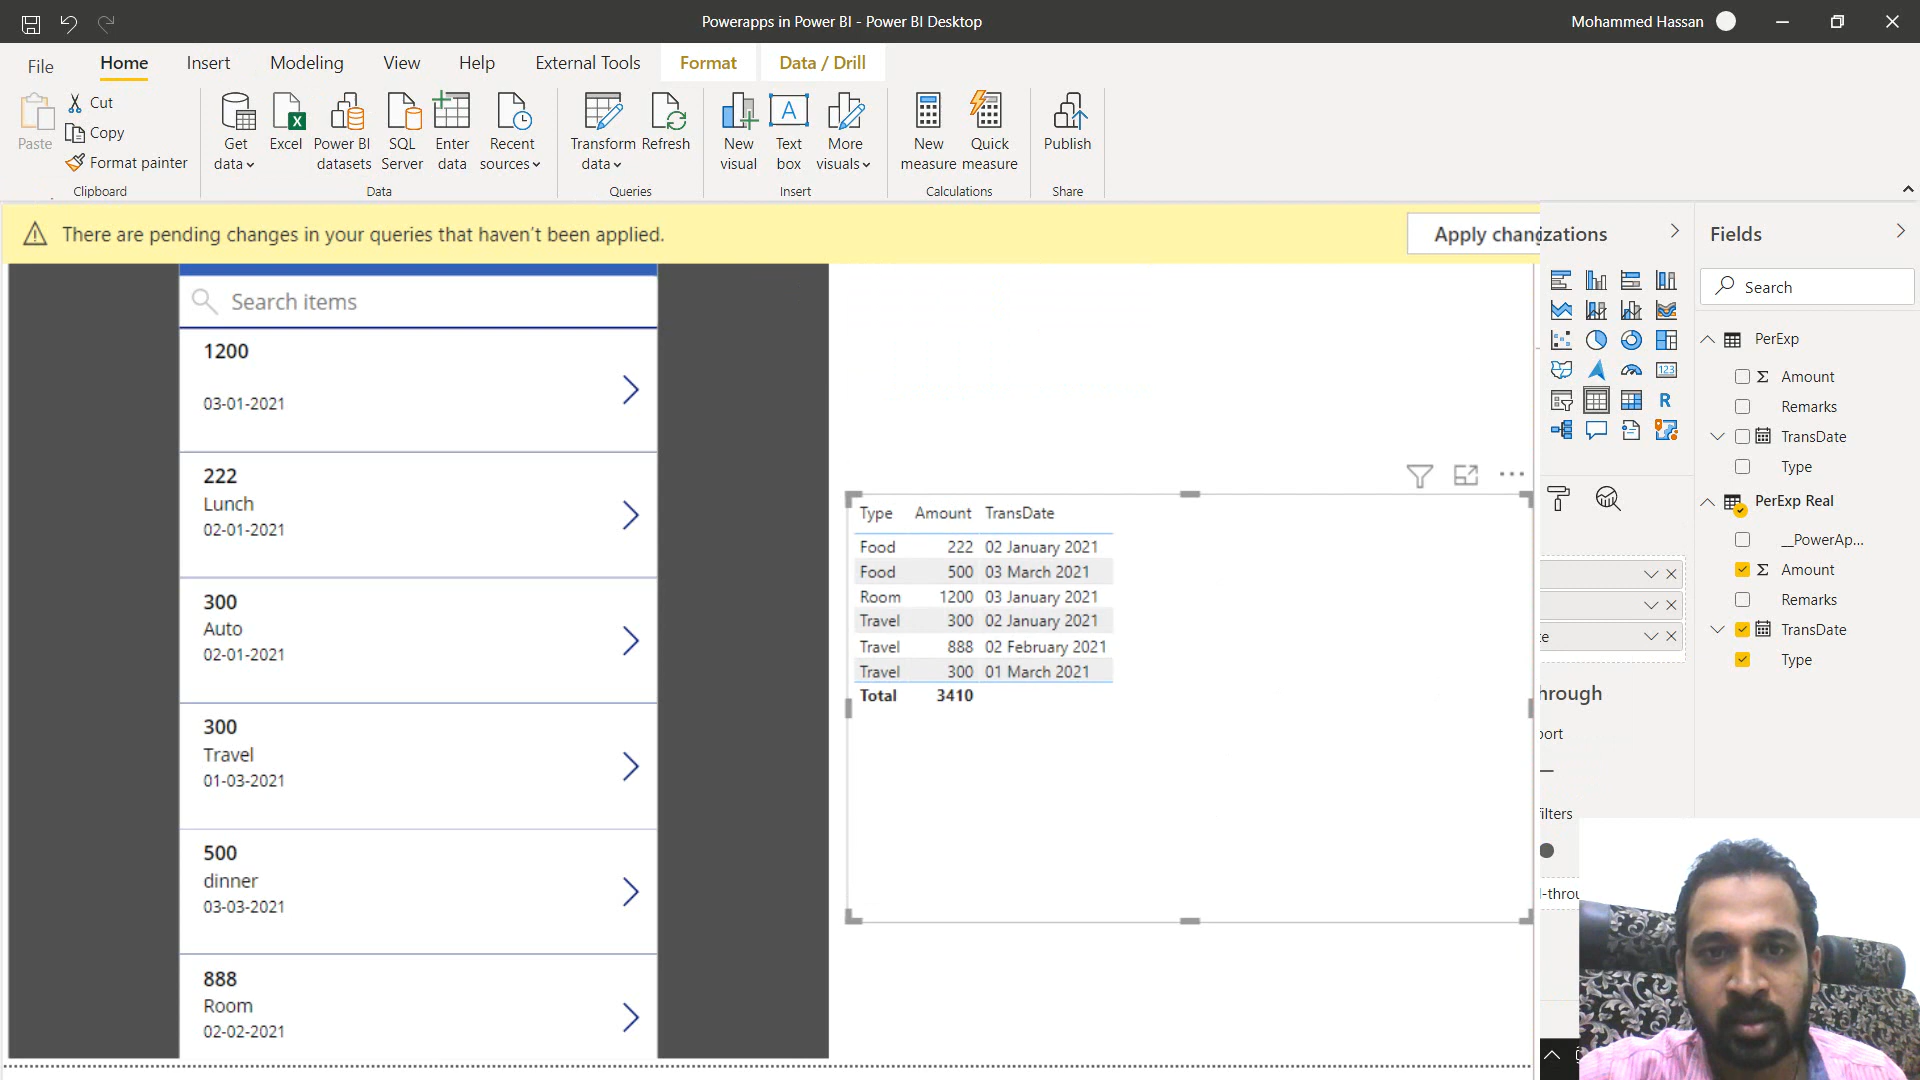 Powerapps in Power BI - Power BI Desktop
Mohammed Hassan
File Home Insert Modeling View Help External Tools Format Data / Drill
Paste
Cut
Copy
Format painter
Clipboard
Get data
Excel
Power BI datasets
SQL Server
Enter data
Recent sources
Data
Transform data
Refresh
Queries
New visual
Text box
More visuals
Insert
New measure
Quick measure
Calculations
Publish
Share
There are pending changes in your queries that haven't been applied.
Apply chan
zations
Fields
Search
Search items
1200
03-01-2021
222
Lunch
02-01-2021
300
Auto
02-01-2021
300
Travel
01-03-2021
500
dinner
03-03-2021
888
Room
02-02-2021
Type Amount TransDate
Food 222 02 January 2021
Food 500 03 March 2021
Room 1200 03 January 2021
Travel 300 02 January 2021
Travel 888 02 February 2021
Travel 300 01 March 2021
Total 3410
123
R
te
hrough
port
filters
l-throu
PerExp
Σ Amount
Remarks
TransDate
Type
PerExp Real
__PowerAp...
Σ Amount
Remarks
TransDate
Type